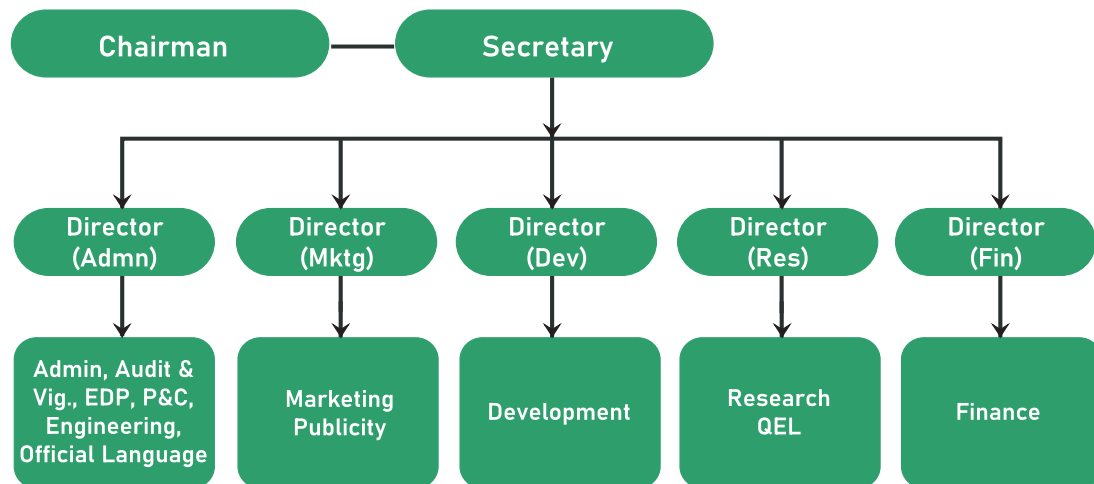 Chairman
Secretary
Director
(Admn)
Director
(Mktg)
Director
(Dev)
Director
(Res)
Director
(Fin)
Admin, Audit &
Vig., EDP, P&C,
Engineering,
Official Language
Marketing
Publicity
Development
Research
QEL
Finance